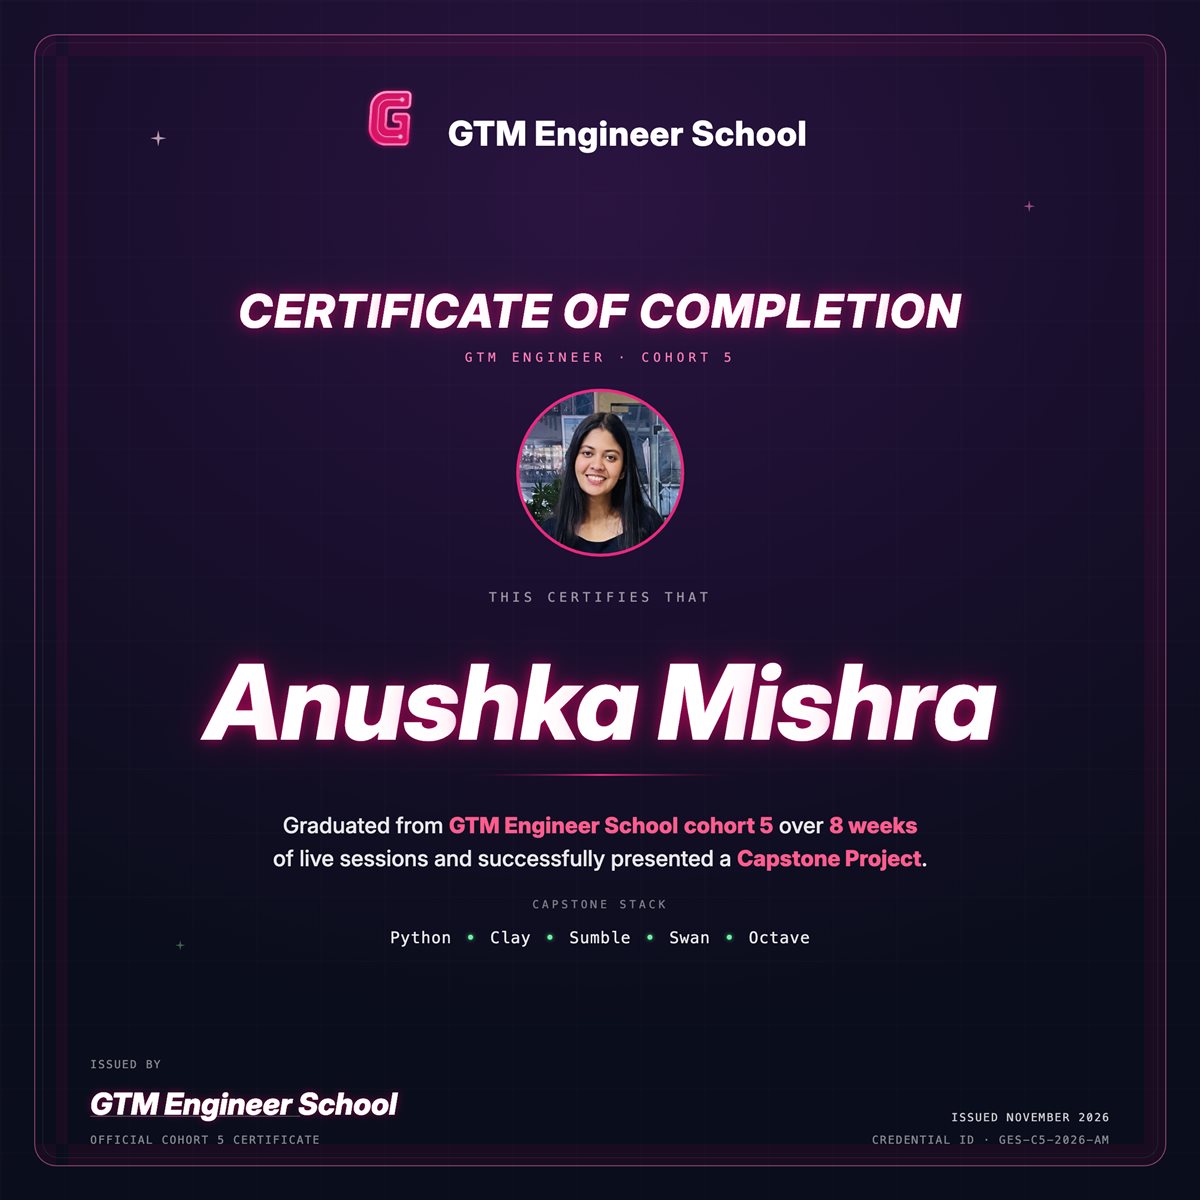 G GTM Engineer School
CERTIFICATE OF COMPLETION
GTM ENGINEER · COHORT 5
THIS CERTIFIES THAT
Anushka Mishra
Graduated from GTM Engineer School cohort 5 over 8 weeks
of live sessions and successfully presented a Capstone Project.
CAPSTONE STACK
Python • Clay • Sumble • Swan • Octave
ISSUED BY
GTM Engineer School
OFFICIAL COHORT 5 CERTIFICATE
ISSUED NOVEMBER 2026
CREDENTIAL ID · GES-C5-2026-AM